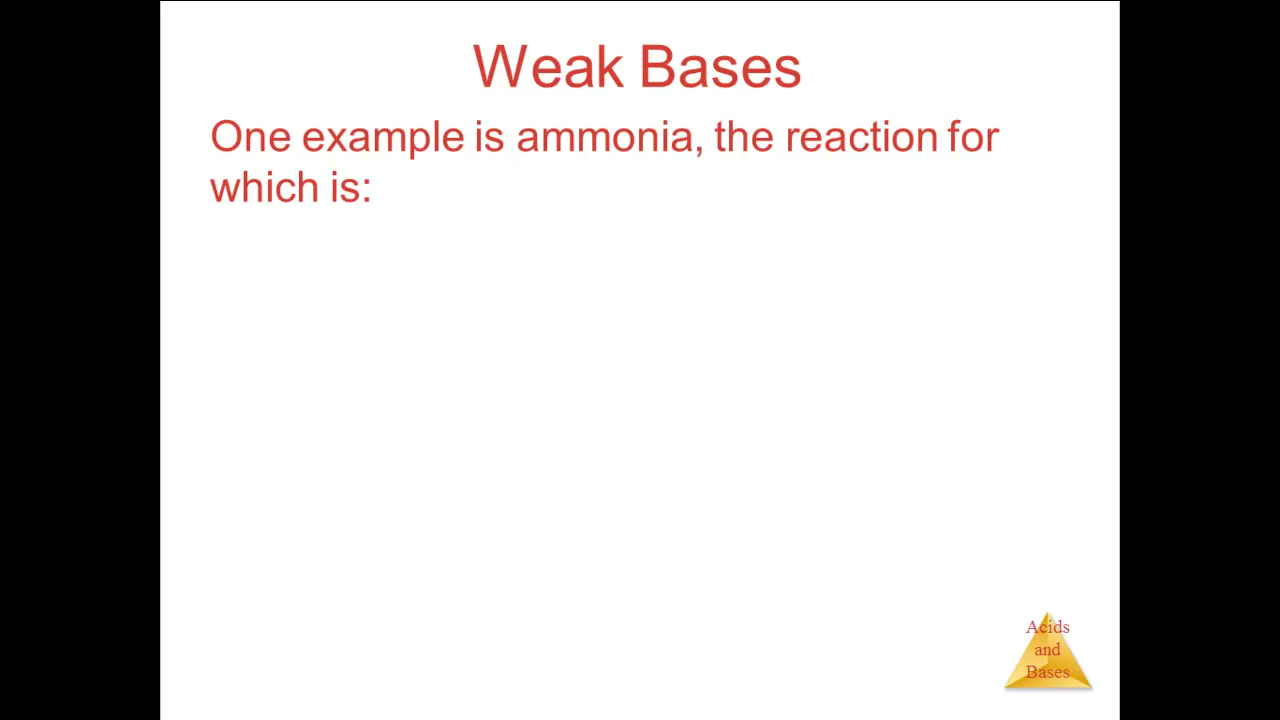 Weak Bases
One example is ammonia, the reaction for
which is:
Acids
and
Bases